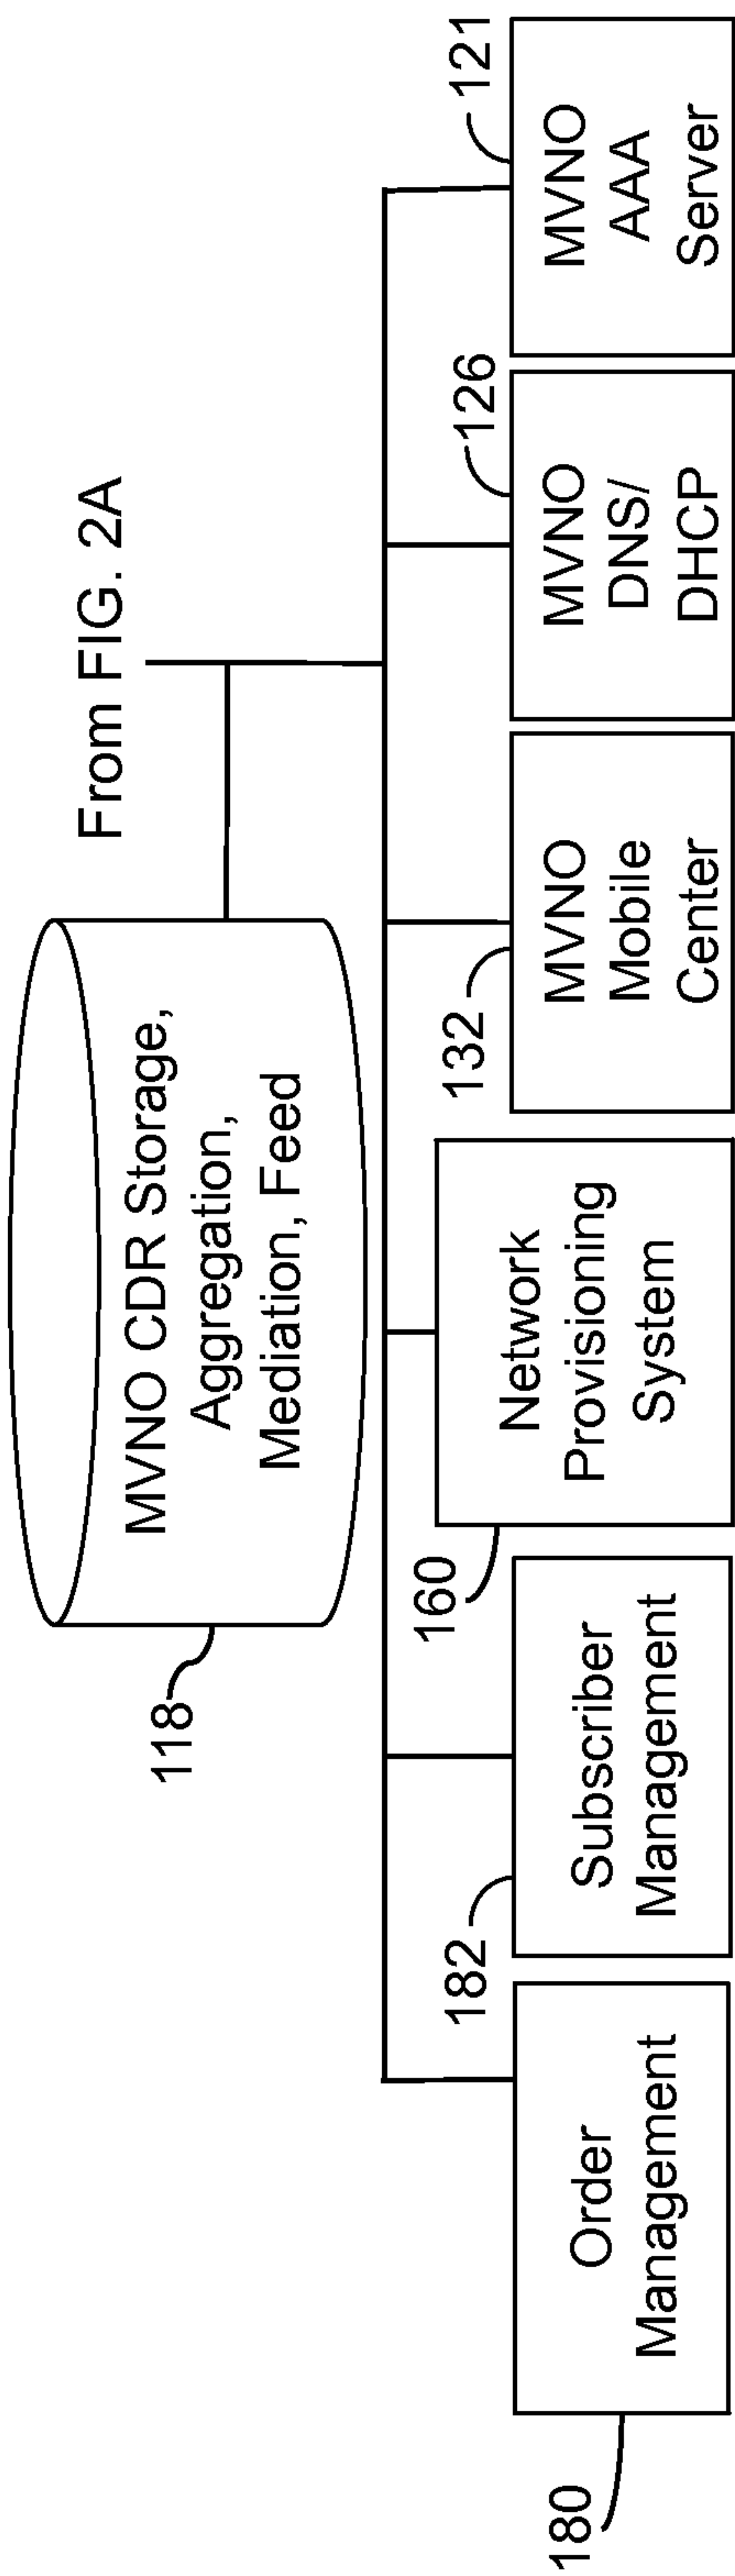 From FIG. 2A
MVNO CDR Storage,
Aggregation,
Mediation, Feed
118
180
Order
Management
182
Subscriber
Management
160
Network
Provisioning
System
132
MVNO
Mobile
Center
126
MVNO
DNS/
DHCP
121
MVNO
AAA
Server